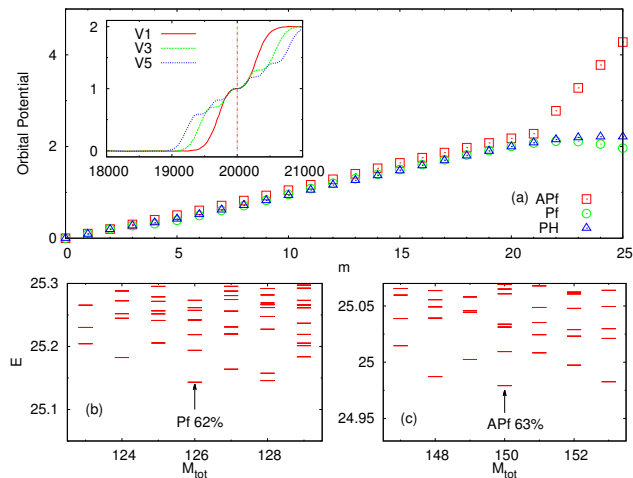 Orbital Potential
4
2
0
V1
V3
V5
2
1
0
18000 19000 20000 21000
(a)
APf
Pf
PH
0 5 10 15 20 25
m
E
25.3
25.2
25.1
(b)
Pf 62%
124 126 128
M_tot
25.05
25
24.95
(c)
APf 63%
148 150 152
M_tot